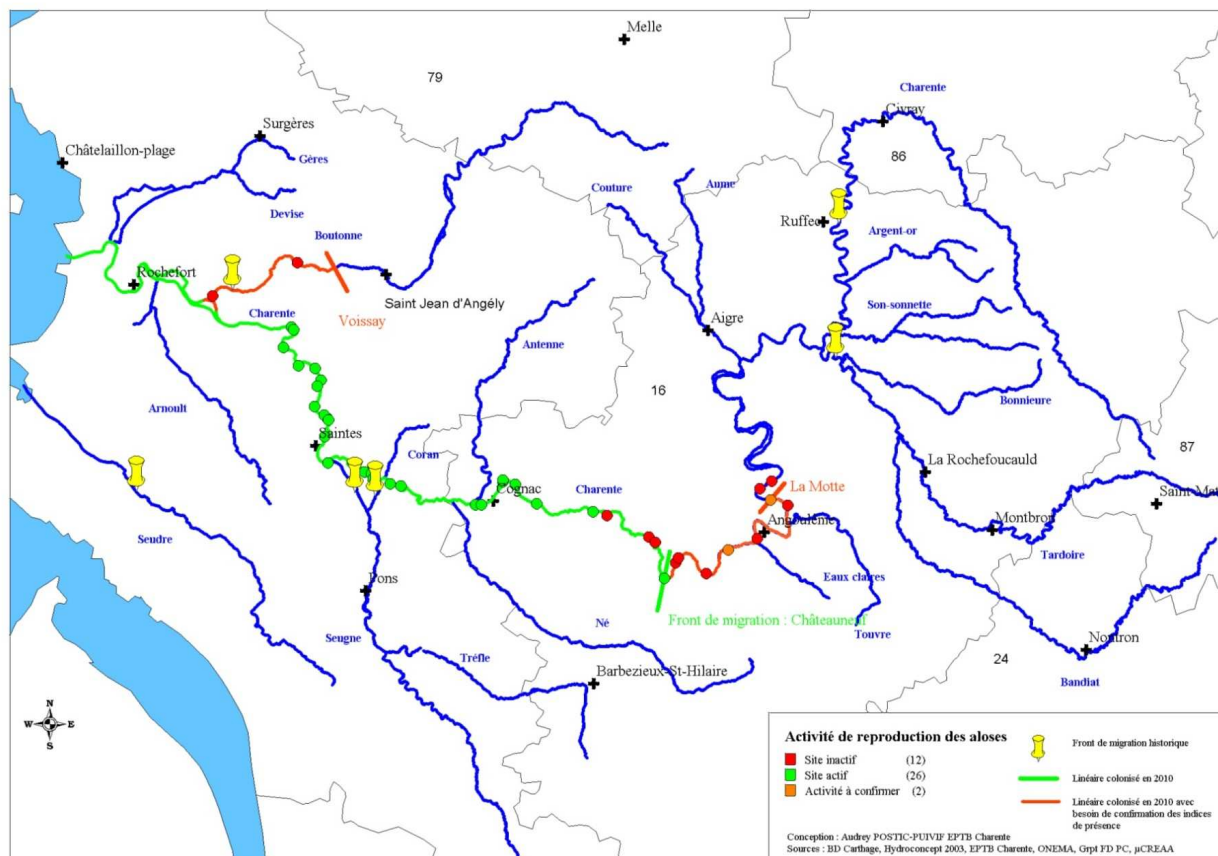 Melle
79
Charente
Civray
Surgères
Châtelaillon-plage
Gères
86
Couture
Aume
Devise
Ruffec
Boutonne
Argent-or
Rochefort
Saint Jean d'Angély
Son-sonnette
Charente
Voissay
Aigre
Antenne
16
Arnoult
Bonnieure
Saintes
Coran
87
La Rochefoucauld
Cognac
Charente
La Motte
Saint-Mat
Angoulême
Montbron
Seudre
Tardoire
Pons
Eaux claires
Front de migration : Châteauneuf
Né
Touvre
Seugne
Tréfle
Nontron
24
Barbezieux-St-Hilaire
Bandiat
N
W E
S
Activité de reproduction des aloses
Site inactif (12)
Site actif (26)
Activité à confirmer (2)
Front de migration historique
Linéaire colonisé en 2010
Linéaire colonisé en 2010 avec
besoin de confirmation des indices
de présence
Conception : Audrey POSTIC-PUIVIF EPTB Charente
Sources : BD Carthage, Hydroconcept 2003, EPTB Charente, ONEMA, Grpt FD PC, µCREAA